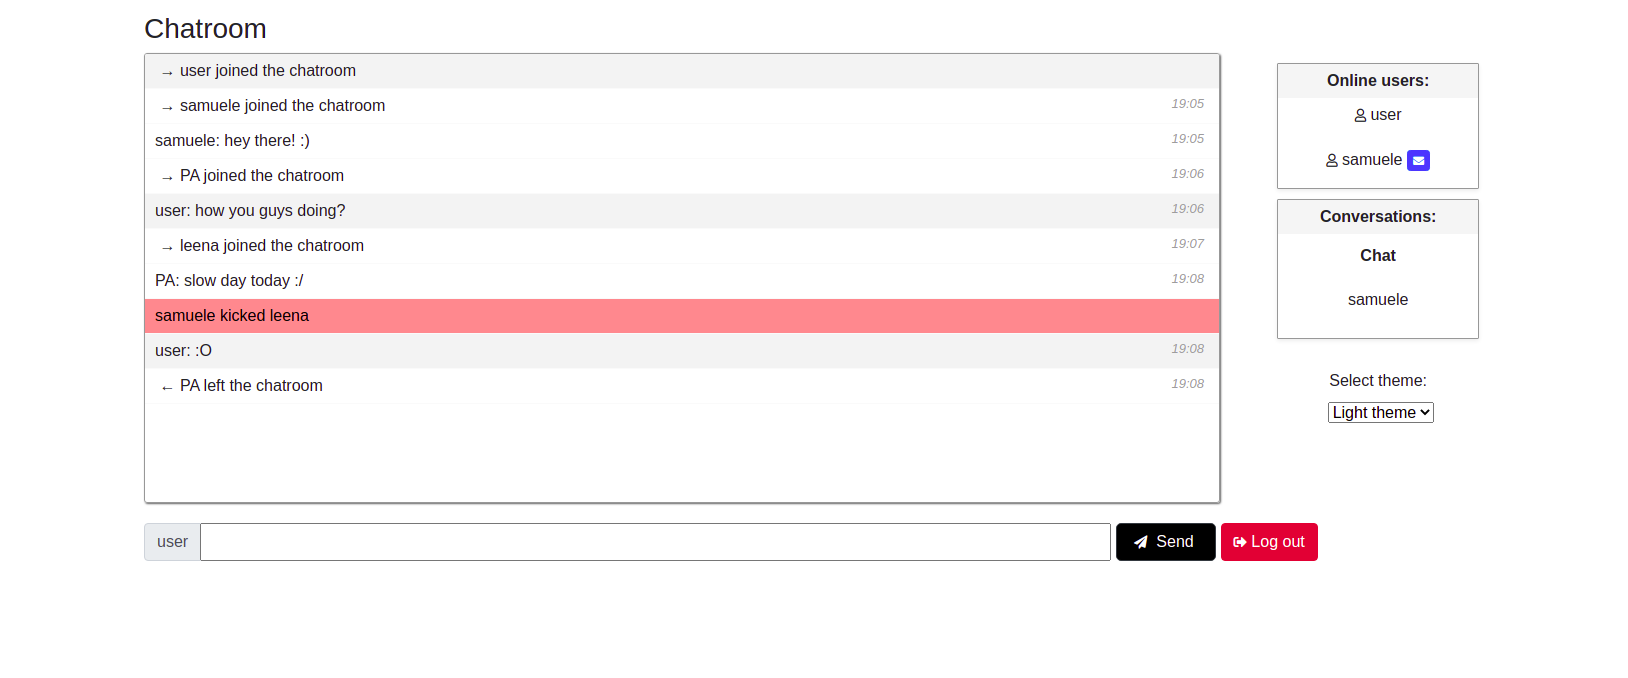 Chatroom
→ user joined the chatroom
→ samuele joined the chatroom 19:05
samuele: hey there! :) 19:05
→ PA joined the chatroom 19:06
user: how you guys doing? 19:06
→ leena joined the chatroom 19:07
PA: slow day today :/ 19:08
samuele kicked leena
user: :O 19:08
← PA left the chatroom 19:08
user
Send
Log out
Online users:
user
samuele
Conversations:
Chat
samuele
Select theme:
Light theme